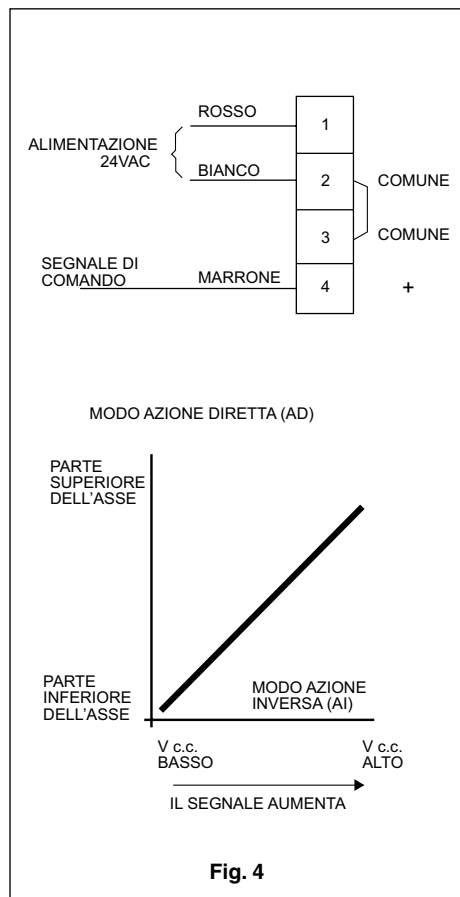 ROSSO
1
ALIMENTAZIONE
24VAC
BIANCO
2
COMUNE
3
COMUNE
SEGNALE DI
COMANDO
MARRONE
4
+
MODO AZIONE DIRETTA (AD)
PARTE
SUPERIORE
DELL'ASSE
PARTE
INFERIORE
DELL'ASSE
MODO AZIONE
INVERSA (AI)
V c.c.
BASSO
V c.c.
ALTO
IL SEGNALE AUMENTA
Fig. 4